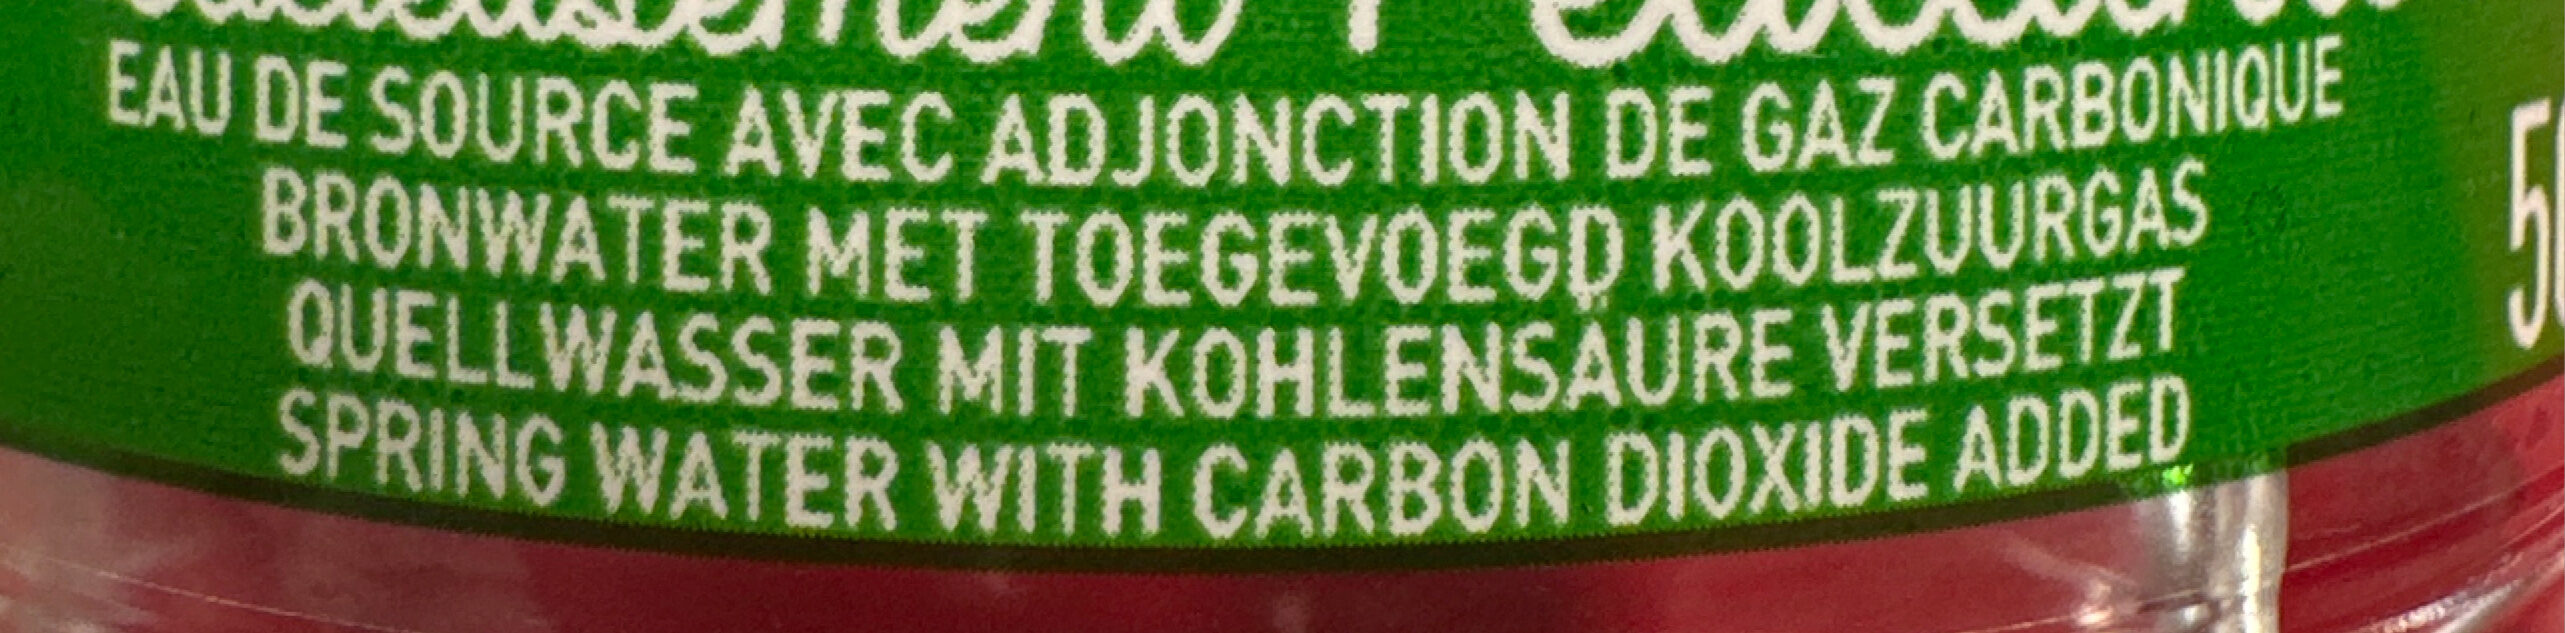 EAU DE SOURCE AVEC ADJONCTION DE GAZ CARBONIQUE
BRONWATER MET TOEGEVOEGD KOOLZUURGAS
QUELLWASSER MIT KOHLENSÄURE VERSETZT
SPRING WATER WITH CARBON DIOXIDE ADDED